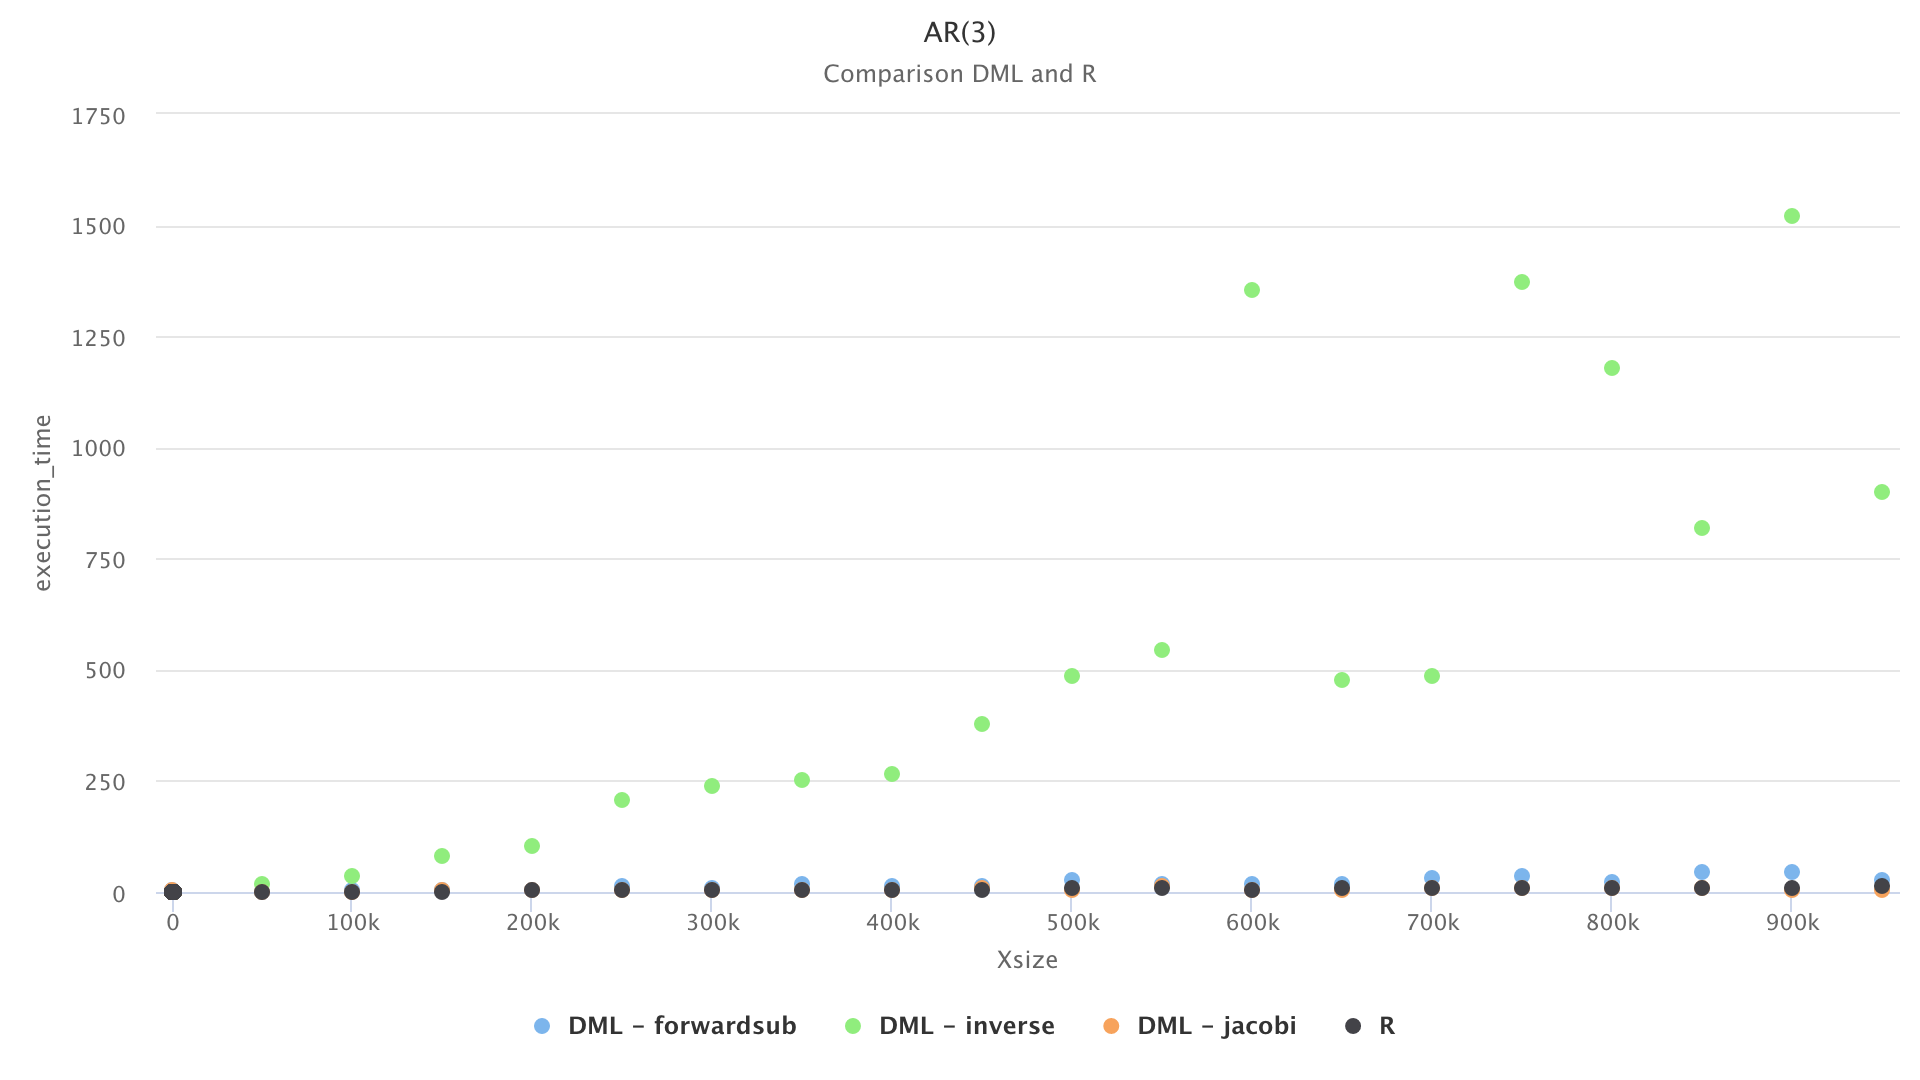 AR(3)
Comparison DML and R
1750
1500
1250
1000
750
500
250
0
execution_time
0 100k 200k 300k 400k 500k 600k 700k 800k 900k
Xsize
DML – forwardsub DML – inverse DML – jacobi R